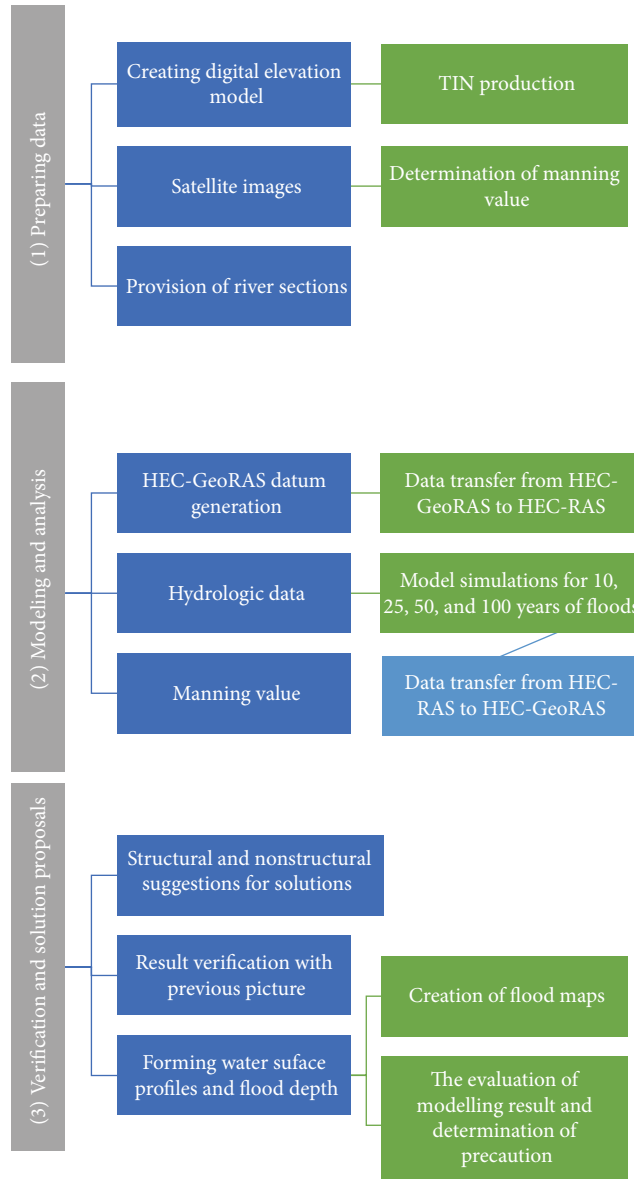 (1) Preparing data
Creating digital elevation
model
TIN production
Satellite images
Determination of manning
value
Provision of river sections
(2) Modeling and analysis
HEC-GeoRAS datum
generation
Data transfer from HEC-
GeoRAS to HEC-RAS
Hydrologic data
Model simulations for 10,
25, 50, and 100 years of floods
Manning value
Data transfer from HEC-
RAS to HEC-GeoRAS
(3) Verification and solution proposals
Structural and nonstructural
suggestions for solutions
Result verification with
previous picture
Forming water suface
profiles and flood depth
Creation of flood maps
The evaluation of
modelling result and
determination of
precaution